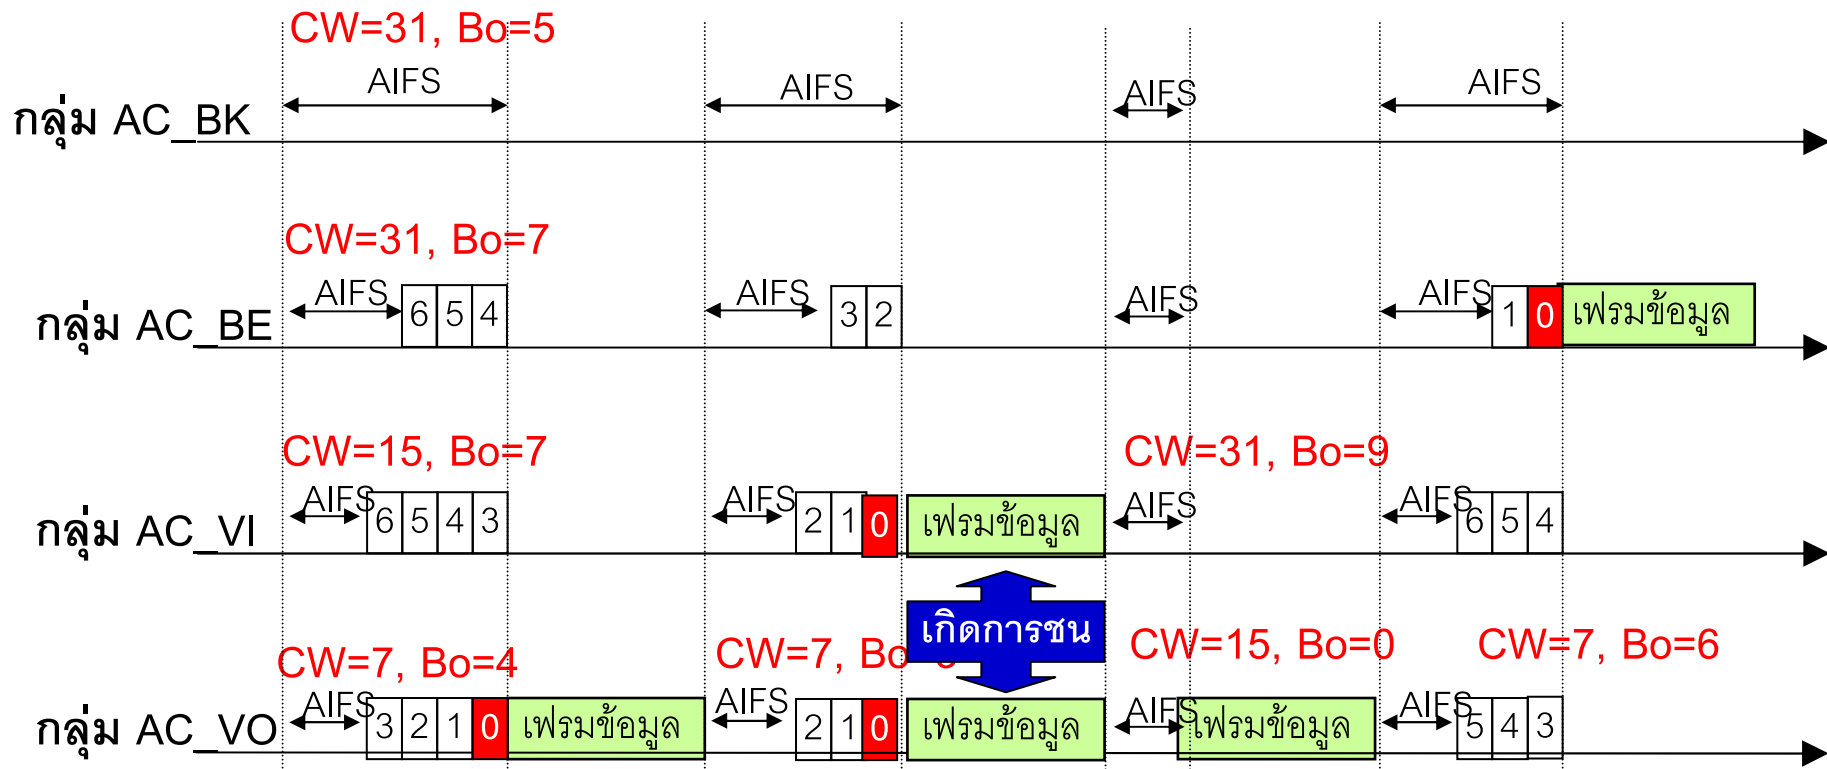 CW=31, Bo=5
AIFS AIFS AIFS AIFS
กลุ่ม AC_BK
CW=31, Bo=7
AIFS 6 5 4 AIFS 3 2 AIFS AIFS 1 0 เฟรมข้อมูล
กลุ่ม AC_BE
CW=15, Bo=7 CW=31, Bo=9
AIFS 6 5 4 3 AIFS 2 1 0 เฟรมข้อมูล AIFS 6 5 4
กลุ่ม AC_VI
เกิดการชน
CW=7, Bo=4 CW=7, CW=15, Bo=0 CW=7, Bo=6
AIFS 3 2 1 0 เฟรมข้อมูล AIFS 2 1 0 เฟรมข้อมูล AIFS เฟรมข้อมูล AIFS 5 4 3
กลุ่ม AC_VO